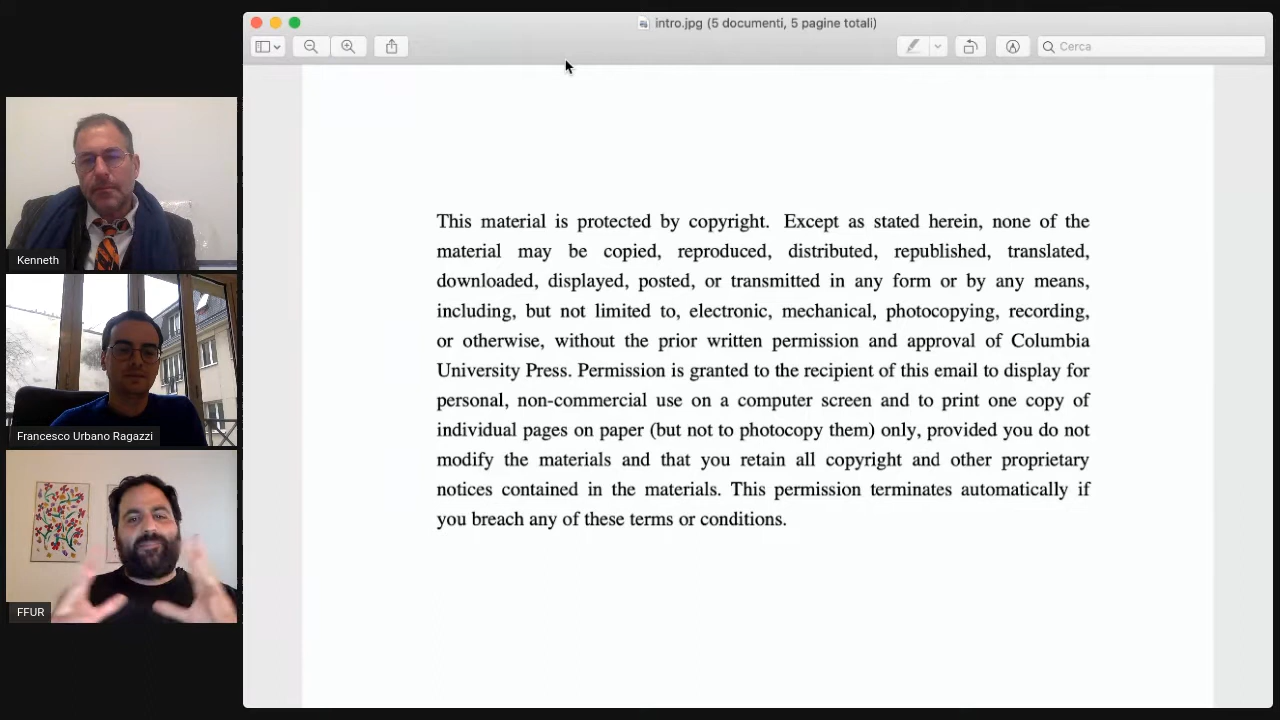 intro.jpg (5 documenti, 5 pagine totali)
Cerca
Kenneth
Francesco Urbano Ragazzi
FFUR
This material is protected by copyright. Except as stated herein, none of the
material may be copied, reproduced, distributed, republished, translated,
downloaded, displayed, posted, or transmitted in any form or by any means,
including, but not limited to, electronic, mechanical, photocopying, recording,
or otherwise, without the prior written permission and approval of Columbia
University Press. Permission is granted to the recipient of this email to display for
personal, non-commercial use on a computer screen and to print one copy of
individual pages on paper (but not to photocopy them) only, provided you do not
modify the materials and that you retain all copyright and other proprietary
notices contained in the materials. This permission terminates automatically if
you breach any of these terms or conditions.